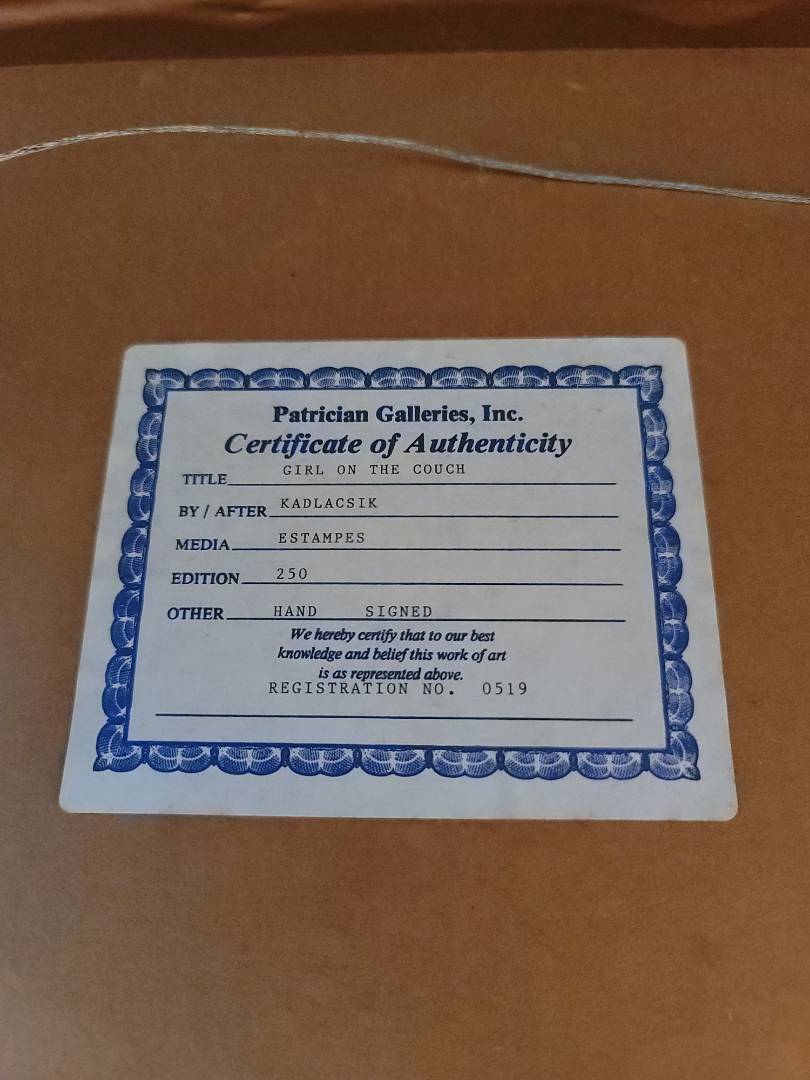 Patrician Galleries, Inc.
Certificate of Authenticity
TITLE GIRL ON THE COUCH
BY / AFTER KADLACSIK
MEDIA ESTAMPES
EDITION 250
OTHER HAND SIGNED
We hereby certify that to our best
knowledge and belief this work of art
is as represented above.
REGISTRATION NO. 0519